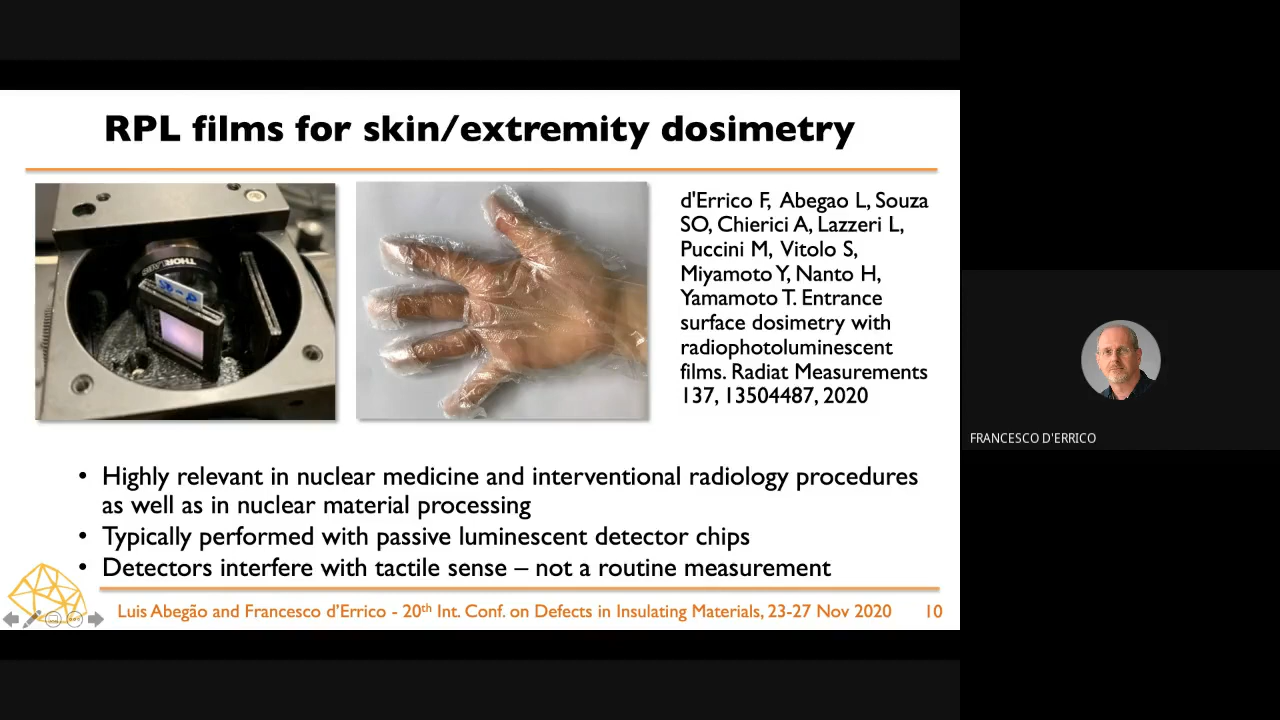 RPL films for skin/extremity dosimetry
THORLABS
d'Errico F, Abegao L, Souza
SO, Chierici A, Lazzeri L,
Puccini M, Vitolo S,
Miyamoto Y, Nanto H,
Yamamoto T. Entrance
surface dosimetry with
radiophotoluminescent
films. Radiat Measurements
137, 13504487, 2020
• Highly relevant in nuclear medicine and interventional radiology procedures
as well as in nuclear material processing
• Typically performed with passive luminescent detector chips
• Detectors interfere with tactile sense – not a routine measurement
Luis Abegão and Francesco d'Errico - 20th Int. Conf. on Defects in Insulating Materials, 23-27 Nov 2020 10
FRANCESCO D'ERRICO